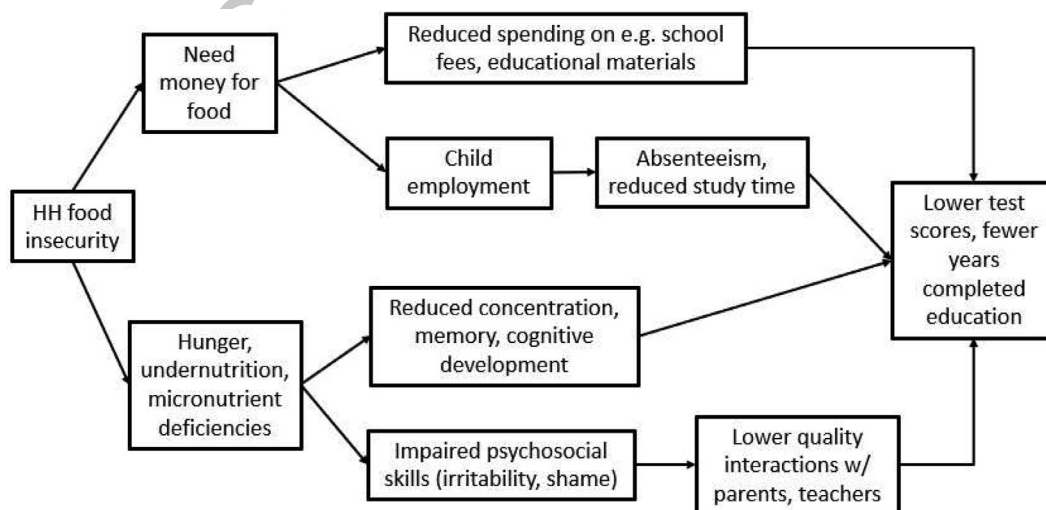 Need
money for
food
Reduced spending on e.g. school
fees, educational materials
Child
employment
Absenteeism,
reduced study time
HH food
insecurity
Lower test
scores, fewer
years
completed
education
Hunger,
undernutrition,
micronutrient
deficiencies
Reduced concentration,
memory, cognitive
development
Impaired psychosocial
skills (irritability, shame)
Lower quality
interactions w/
parents, teachers